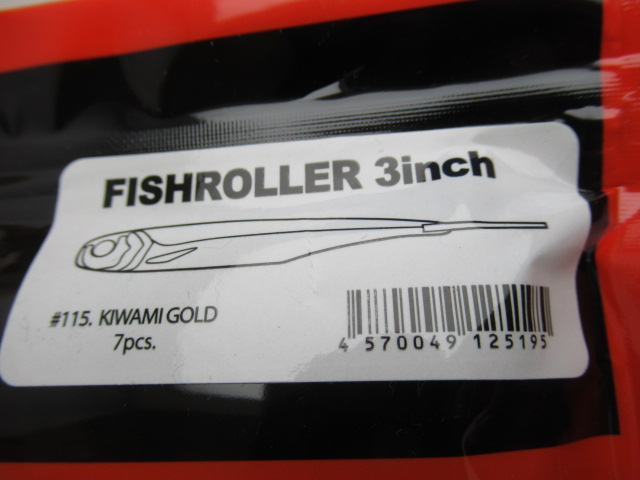 FISHROLLER 3inch
#115. KIWAMI GOLD
7pcs.
4 570049 125195